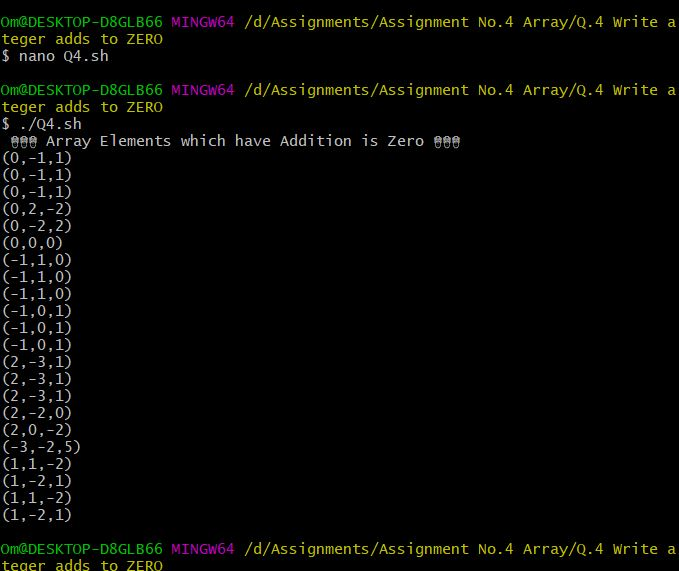 Om@DESKTOP-D8GLB66 MINGW64 /d/Assignments/Assignment No.4 Array/Q.4 Write a
teger adds to ZERO
$ nano Q4.sh
Om@DESKTOP-D8GLB66 MINGW64 /d/Assignments/Assignment No.4 Array/Q.4 Write a
teger adds to ZERO
$ ./Q4.sh
Array Elements which have Addition is Zero
(0,-1,1)
(0,-1,1)
(0,-1,1)
(0,2,-2)
(0,-2,2)
(0,0,0)
(-1,1,0)
(-1,1,0)
(-1,1,0)
(-1,0,1)
(-1,0,1)
(-1,0,1)
(2,-3,1)
(2,-3,1)
(2,-3,1)
(2,-2,0)
(2,0,-2)
(-3,-2,5)
(1,1,-2)
(1,-2,1)
(1,1,-2)
(1,-2,1)
Om@DESKTOP-D8GLB66 MINGW64 /d/Assignments/Assignment No.4 Array/Q.4 Write a
teger adds to ZERO